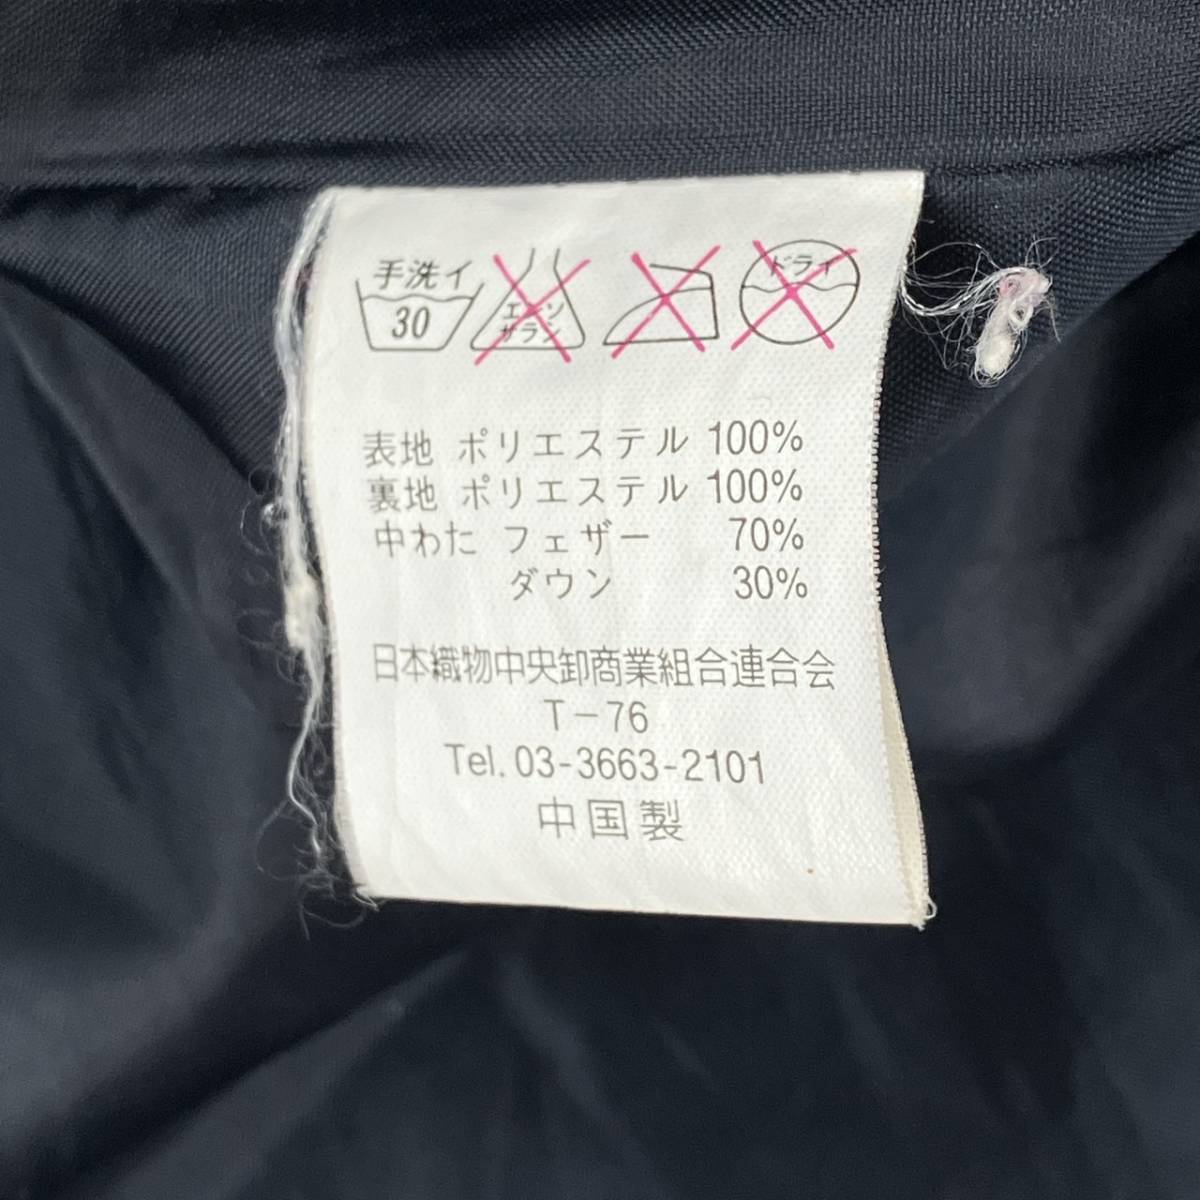 手洗イ
30
エンソ
サラシ
ドライ
表地 ポリエステル 100%
裏地 ポリエステル 100%
中わた フェザー 70%
ダウン 30%
日本織物中央卸商業組合連合会
T-76
Tel. 03-3663-2101
中国製